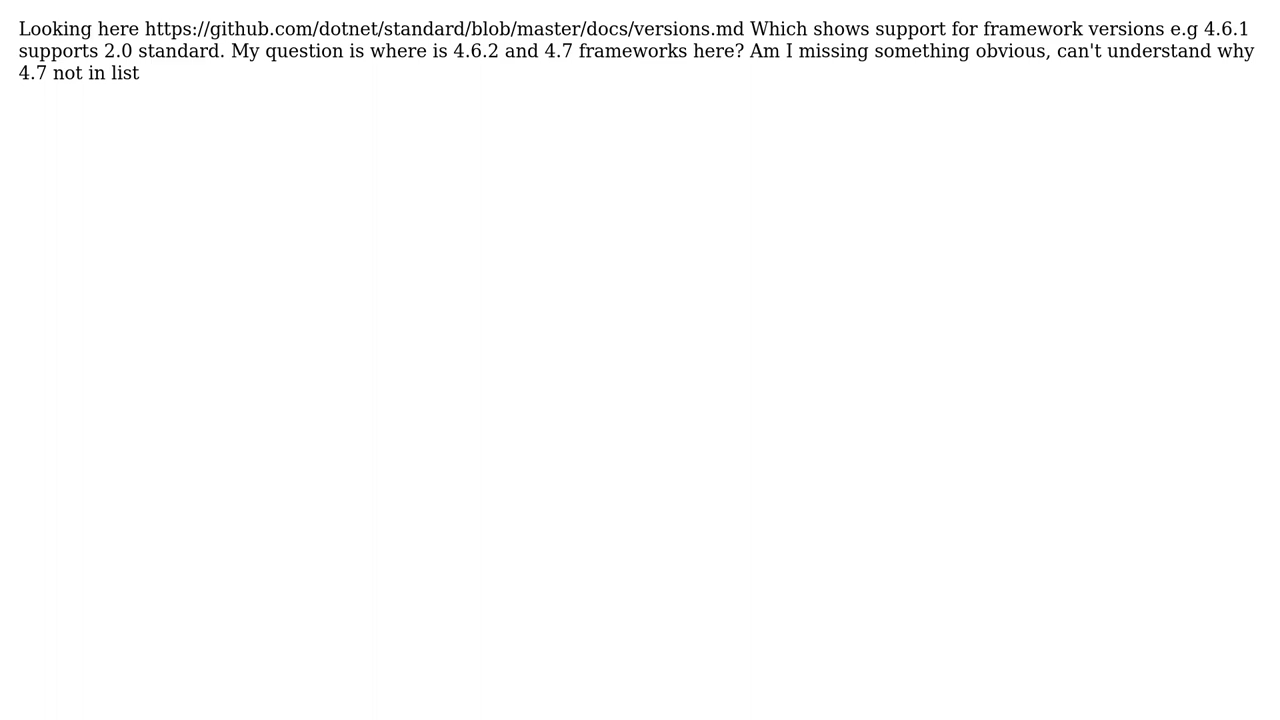 Looking here https://github.com/dotnet/standard/blob/master/docs/versions.md Which shows support for framework versions e.g 4.6.1
supports 2.0 standard. My question is where is 4.6.2 and 4.7 frameworks here? Am I missing something obvious, can't understand why
4.7 not in list